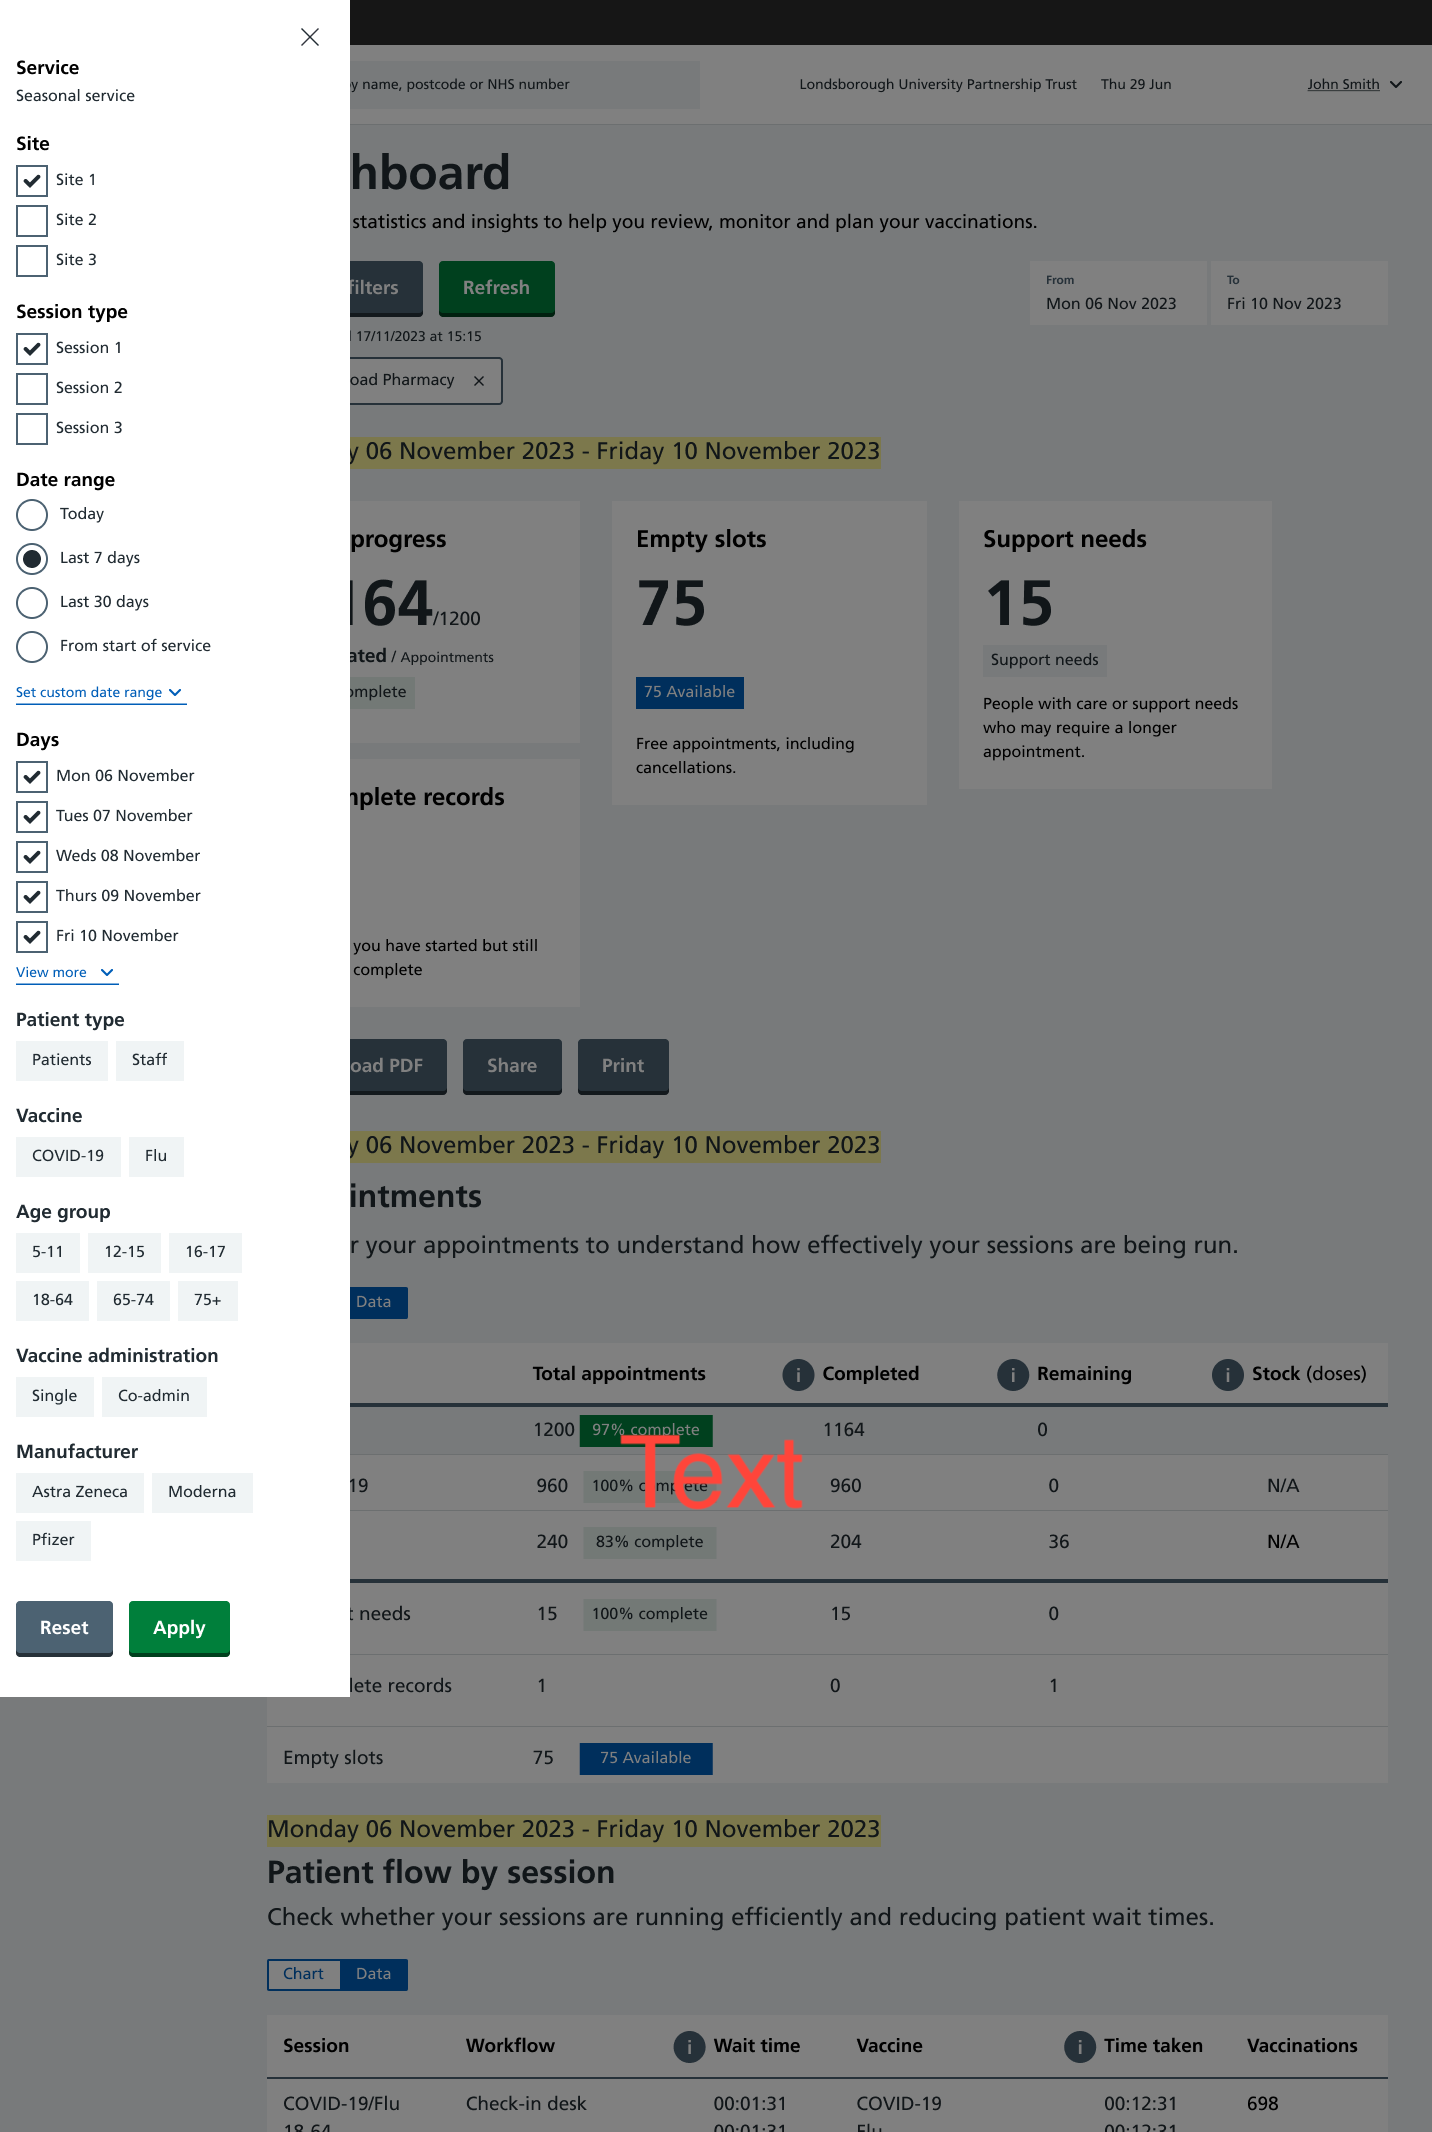 Service
Seasonal service
Site
Site 1
Site 2
Site 3
Session type
Session 1
Session 2
Session 3
Date range
Today
Last 7 days
Last 30 days
From start of service
Set custom date range
Days
Mon 06 November
Tues 07 November
Weds 08 November
Thurs 09 November
Fri 10 November
View more
Patient type
Patients Staff
Vaccine
COVID-19 Flu
Age group
5-11 12-15 16-17
18-64 65-74 75+
Vaccine administration
Single Co-admin
Manufacturer
Astra Zeneca Moderna
Pfizer
Reset Apply
y name, postcode or NHS number Londsborough University Partnership Trust Thu 29 Jun John Smith
hboard
statistics and insights to help you review, monitor and plan your vaccinations.
filters Refresh
From To
Mon 06 Nov 2023 Fri 10 Nov 2023
17/11/2023 at 15:15
oad Pharmacy
y 06 November 2023 - Friday 10 November 2023
progress
164/1200
ated / Appointments
omplete
Empty slots
75
75 Available
Free appointments, including
cancellations.
Support needs
15
Support needs
People with care or support needs
who may require a longer
appointment.
mplete records
you have started but still
complete
oad PDF Share Print
y 06 November 2023 - Friday 10 November 2023
intments
r your appointments to understand how effectively your sessions are being run.
Data
Total appointments i Completed i Remaining i Stock (doses)
1200 97% complete 1164 0
Text
19 960 100% complete 960 0 N/A
240 83% complete 204 36 N/A
t needs 15 100% complete 15 0
lete records 1 0 1
Empty slots 75 75 Available
Monday 06 November 2023 - Friday 10 November 2023
Patient flow by session
Check whether your sessions are running efficiently and reducing patient wait times.
Chart Data
Session Workflow i Wait time Vaccine i Time taken Vaccinations
COVID-19/Flu Check-in desk 00:01:31 COVID-19 00:12:31 698
18-64 00:01:31 Flu 00:12:31